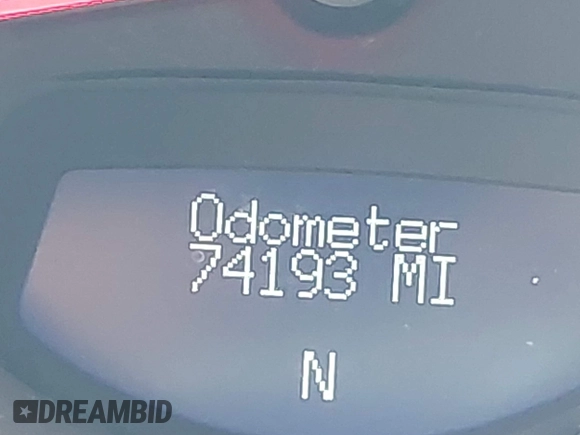 Odometer
74193 MI
N
DREAMBID